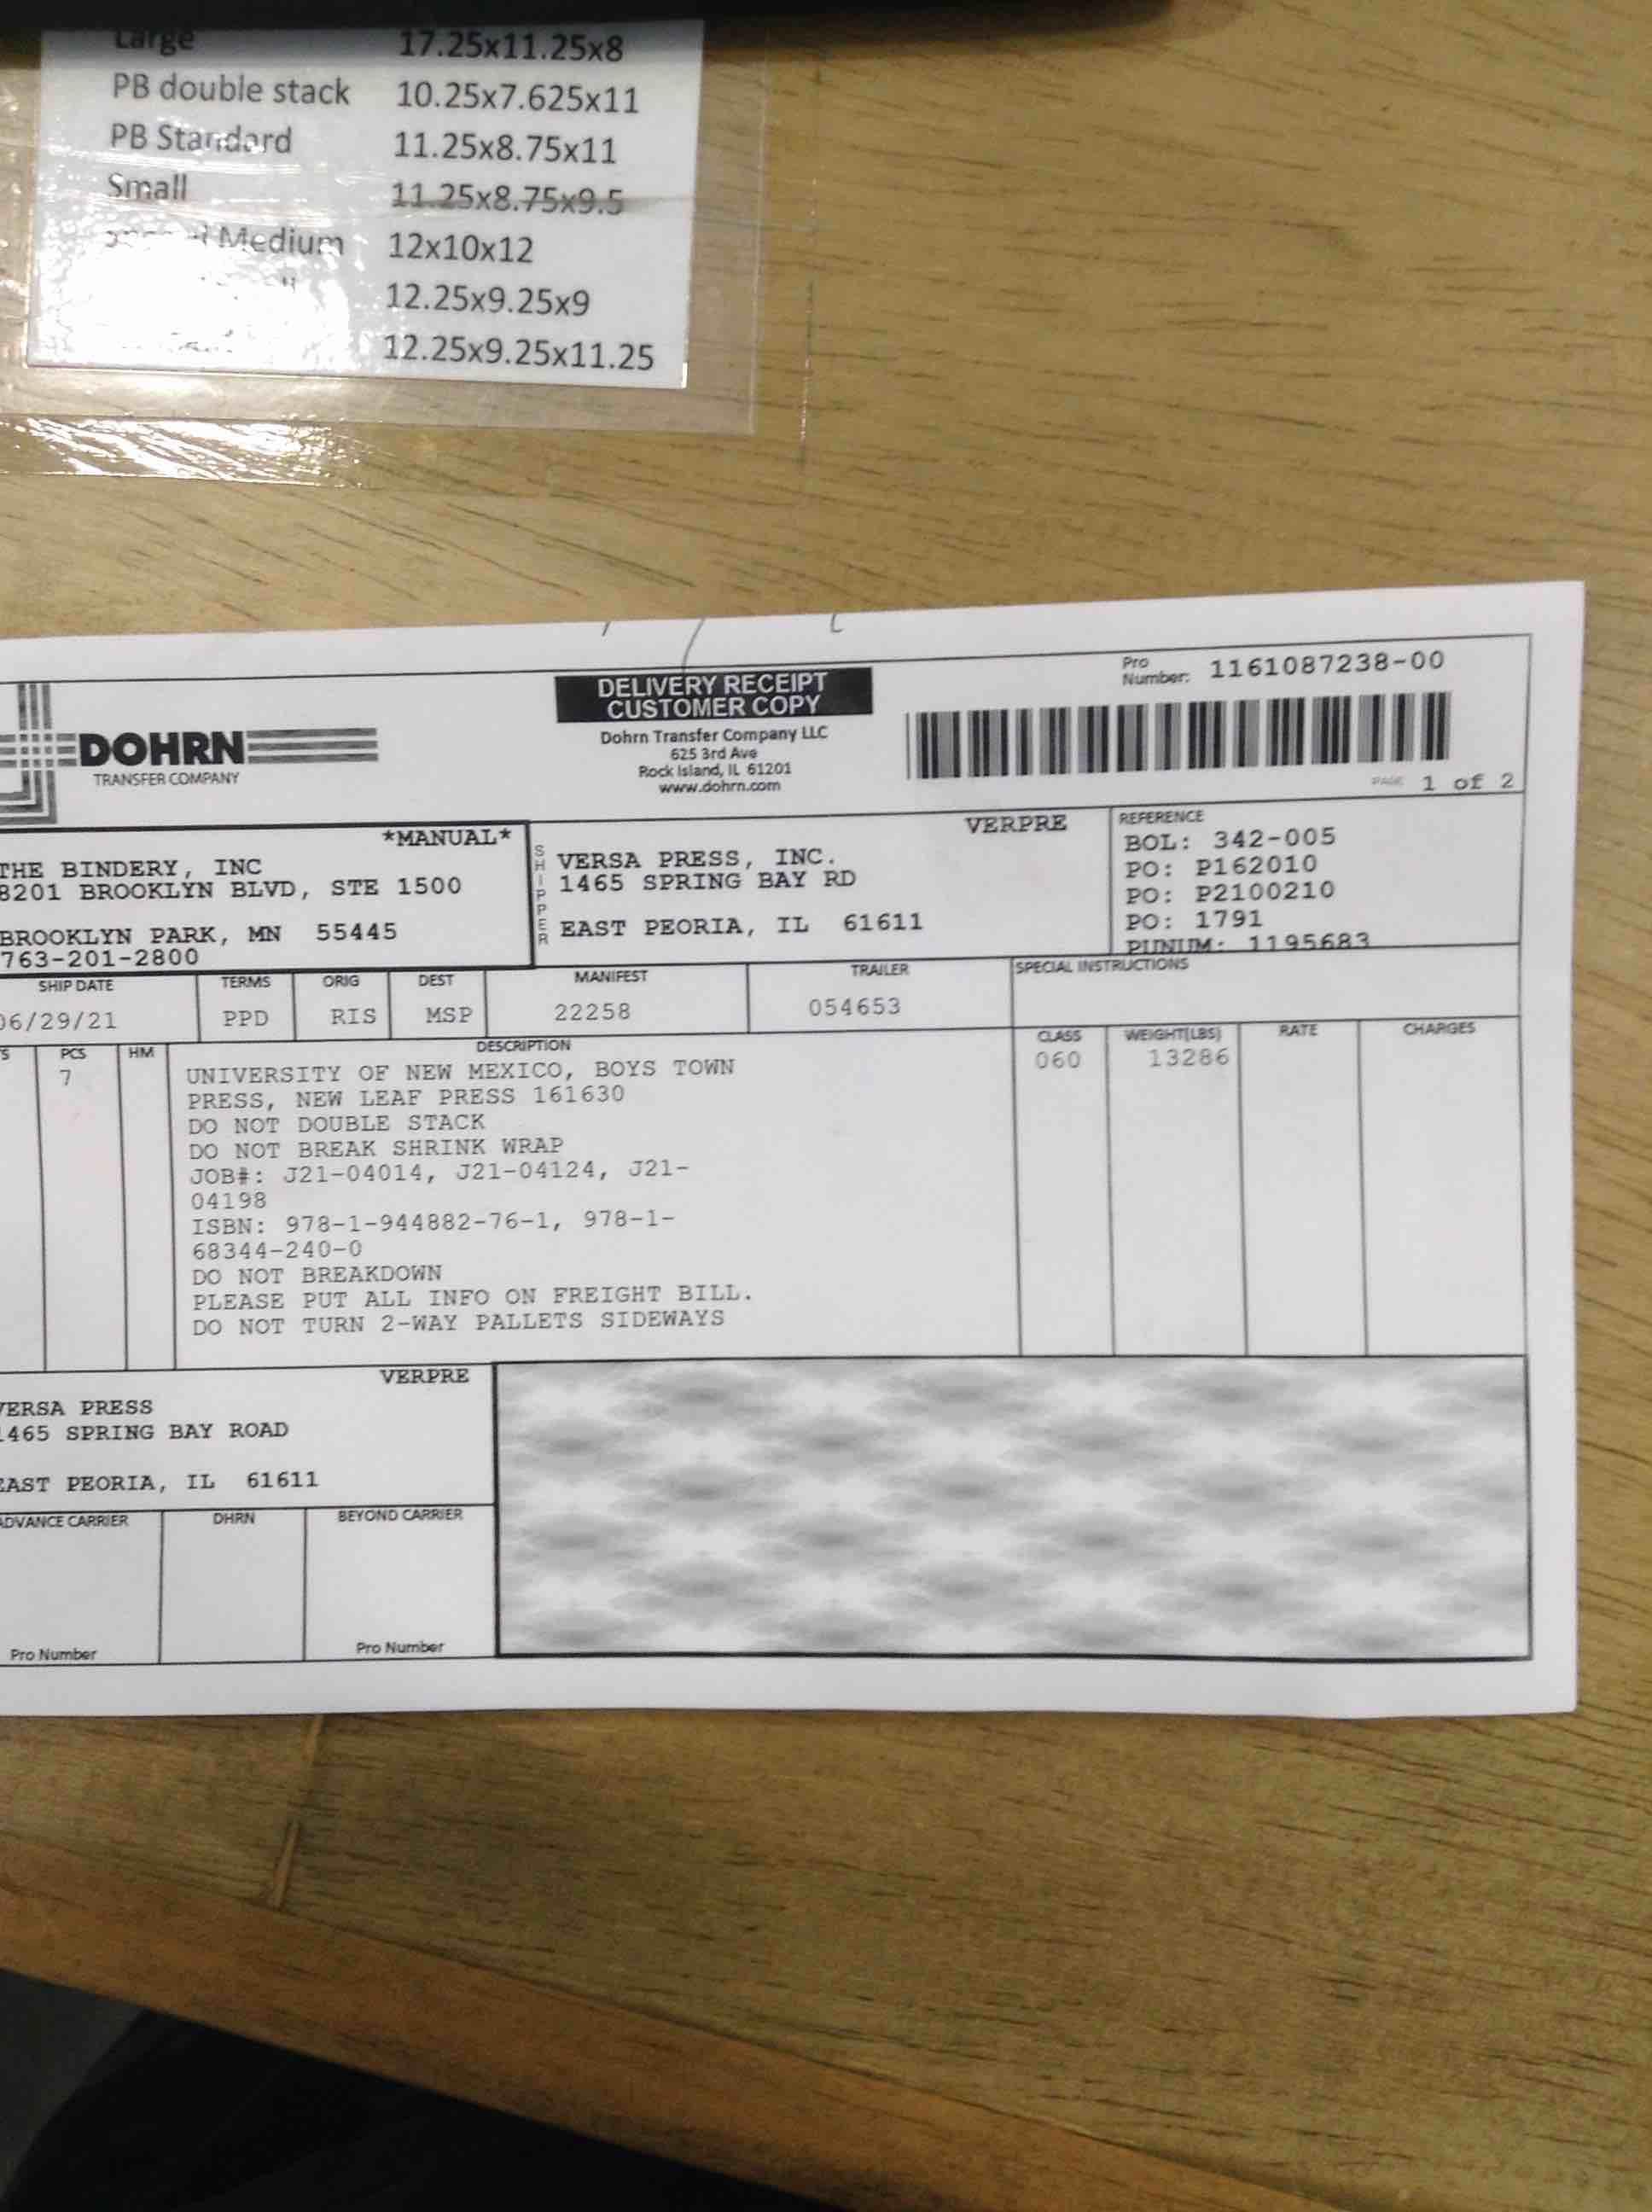 Large 17.25x11.25x8
PB double stack 10.25x7.625x11
PB Standard 11.25x8.75x11
Small 11.25x8.75x9.5
Medium 12x10x12
12.25x9.25x9
12.25x9.25x11.25
DELIVERY RECEIPT
CUSTOMER COPY
Dohrn Transfer Company LLC
625 3rd Ave
Rock Island, IL 61201
www.dohrn.com
DOHRN
TRANSFER COMPANY
Pro
Number: 1161087238-00
PAGE 1 of 2
*MANUAL*
THE BINDERY, INC
8201 BROOKLYN BLVD, STE 1500
BROOKLYN PARK, MN 55445
763-201-2800
SHIPPER
VERPRE
VERSA PRESS, INC.
1465 SPRING BAY RD
EAST PEORIA, IL 61611
REFERENCE
BOL: 342-005
PO: P162010
PO: P2100210
PO: 1791
PUNUM: 1195683
SHIP DATE TERMS ORIG DEST MANIFEST TRAILER SPECIAL INSTRUCTIONS
06/29/21 PPD RIS MSP 22258 054653
PCS HM DESCRIPTION CLASS WEIGHT(LBS) RATE CHARGES
7 UNIVERSITY OF NEW MEXICO, BOYS TOWN 060 13286
PRESS, NEW LEAF PRESS 161630
DO NOT DOUBLE STACK
DO NOT BREAK SHRINK WRAP
JOB#: J21-04014, J21-04124, J21-
04198
ISBN: 978-1-944882-76-1, 978-1-
68344-240-0
DO NOT BREAKDOWN
PLEASE PUT ALL INFO ON FREIGHT BILL.
DO NOT TURN 2-WAY PALLETS SIDEWAYS
VERPRE
VERSA PRESS
1465 SPRING BAY ROAD
EAST PEORIA, IL 61611
ADVANCE CARRIER DHRN BEYOND CARRIER
Pro Number Pro Number